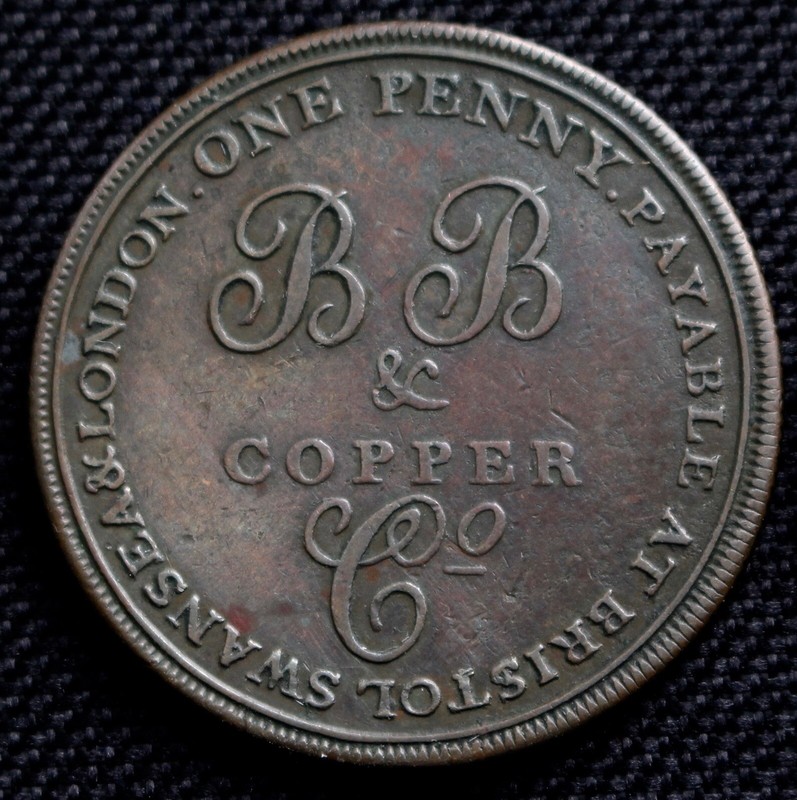 ONE PENNY. PAYABLE AT BRISTOL SWANSEA & LONDON.
B B
&
COPPER
Co